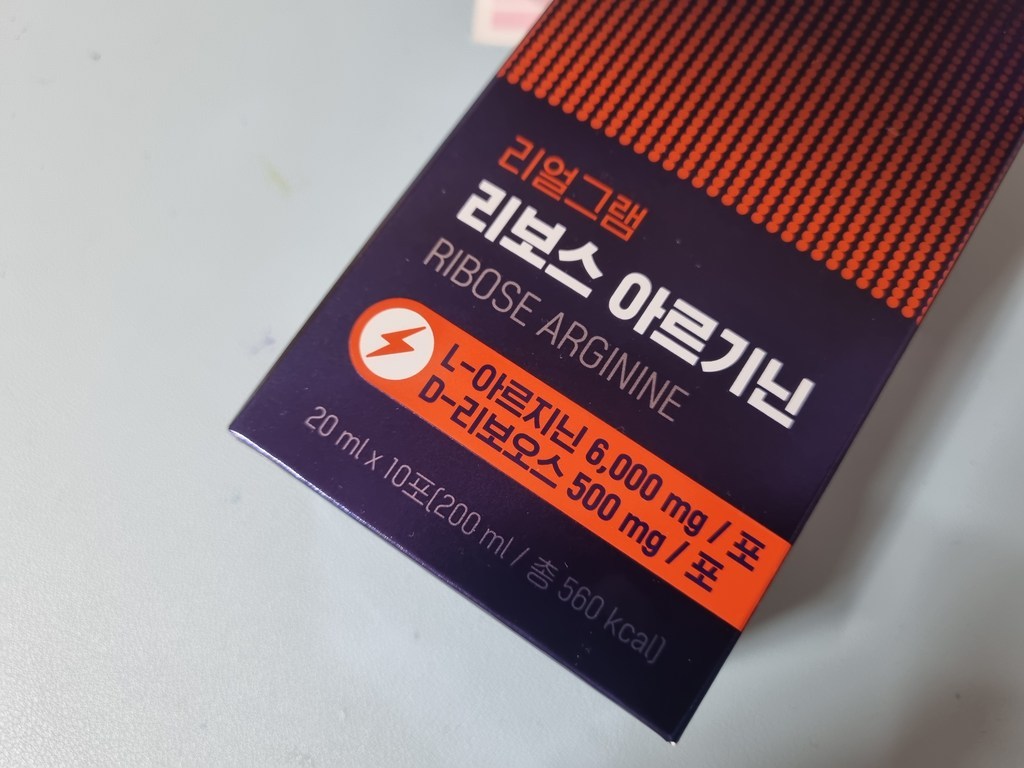 리얼그램
리보스 아르기닌
RIBOSE ARGININE
L-아르지닌 6,000 mg / 포
D-리보오스 500 mg / 포
20 ml x 10포(200 ml / 총 560 kcal)